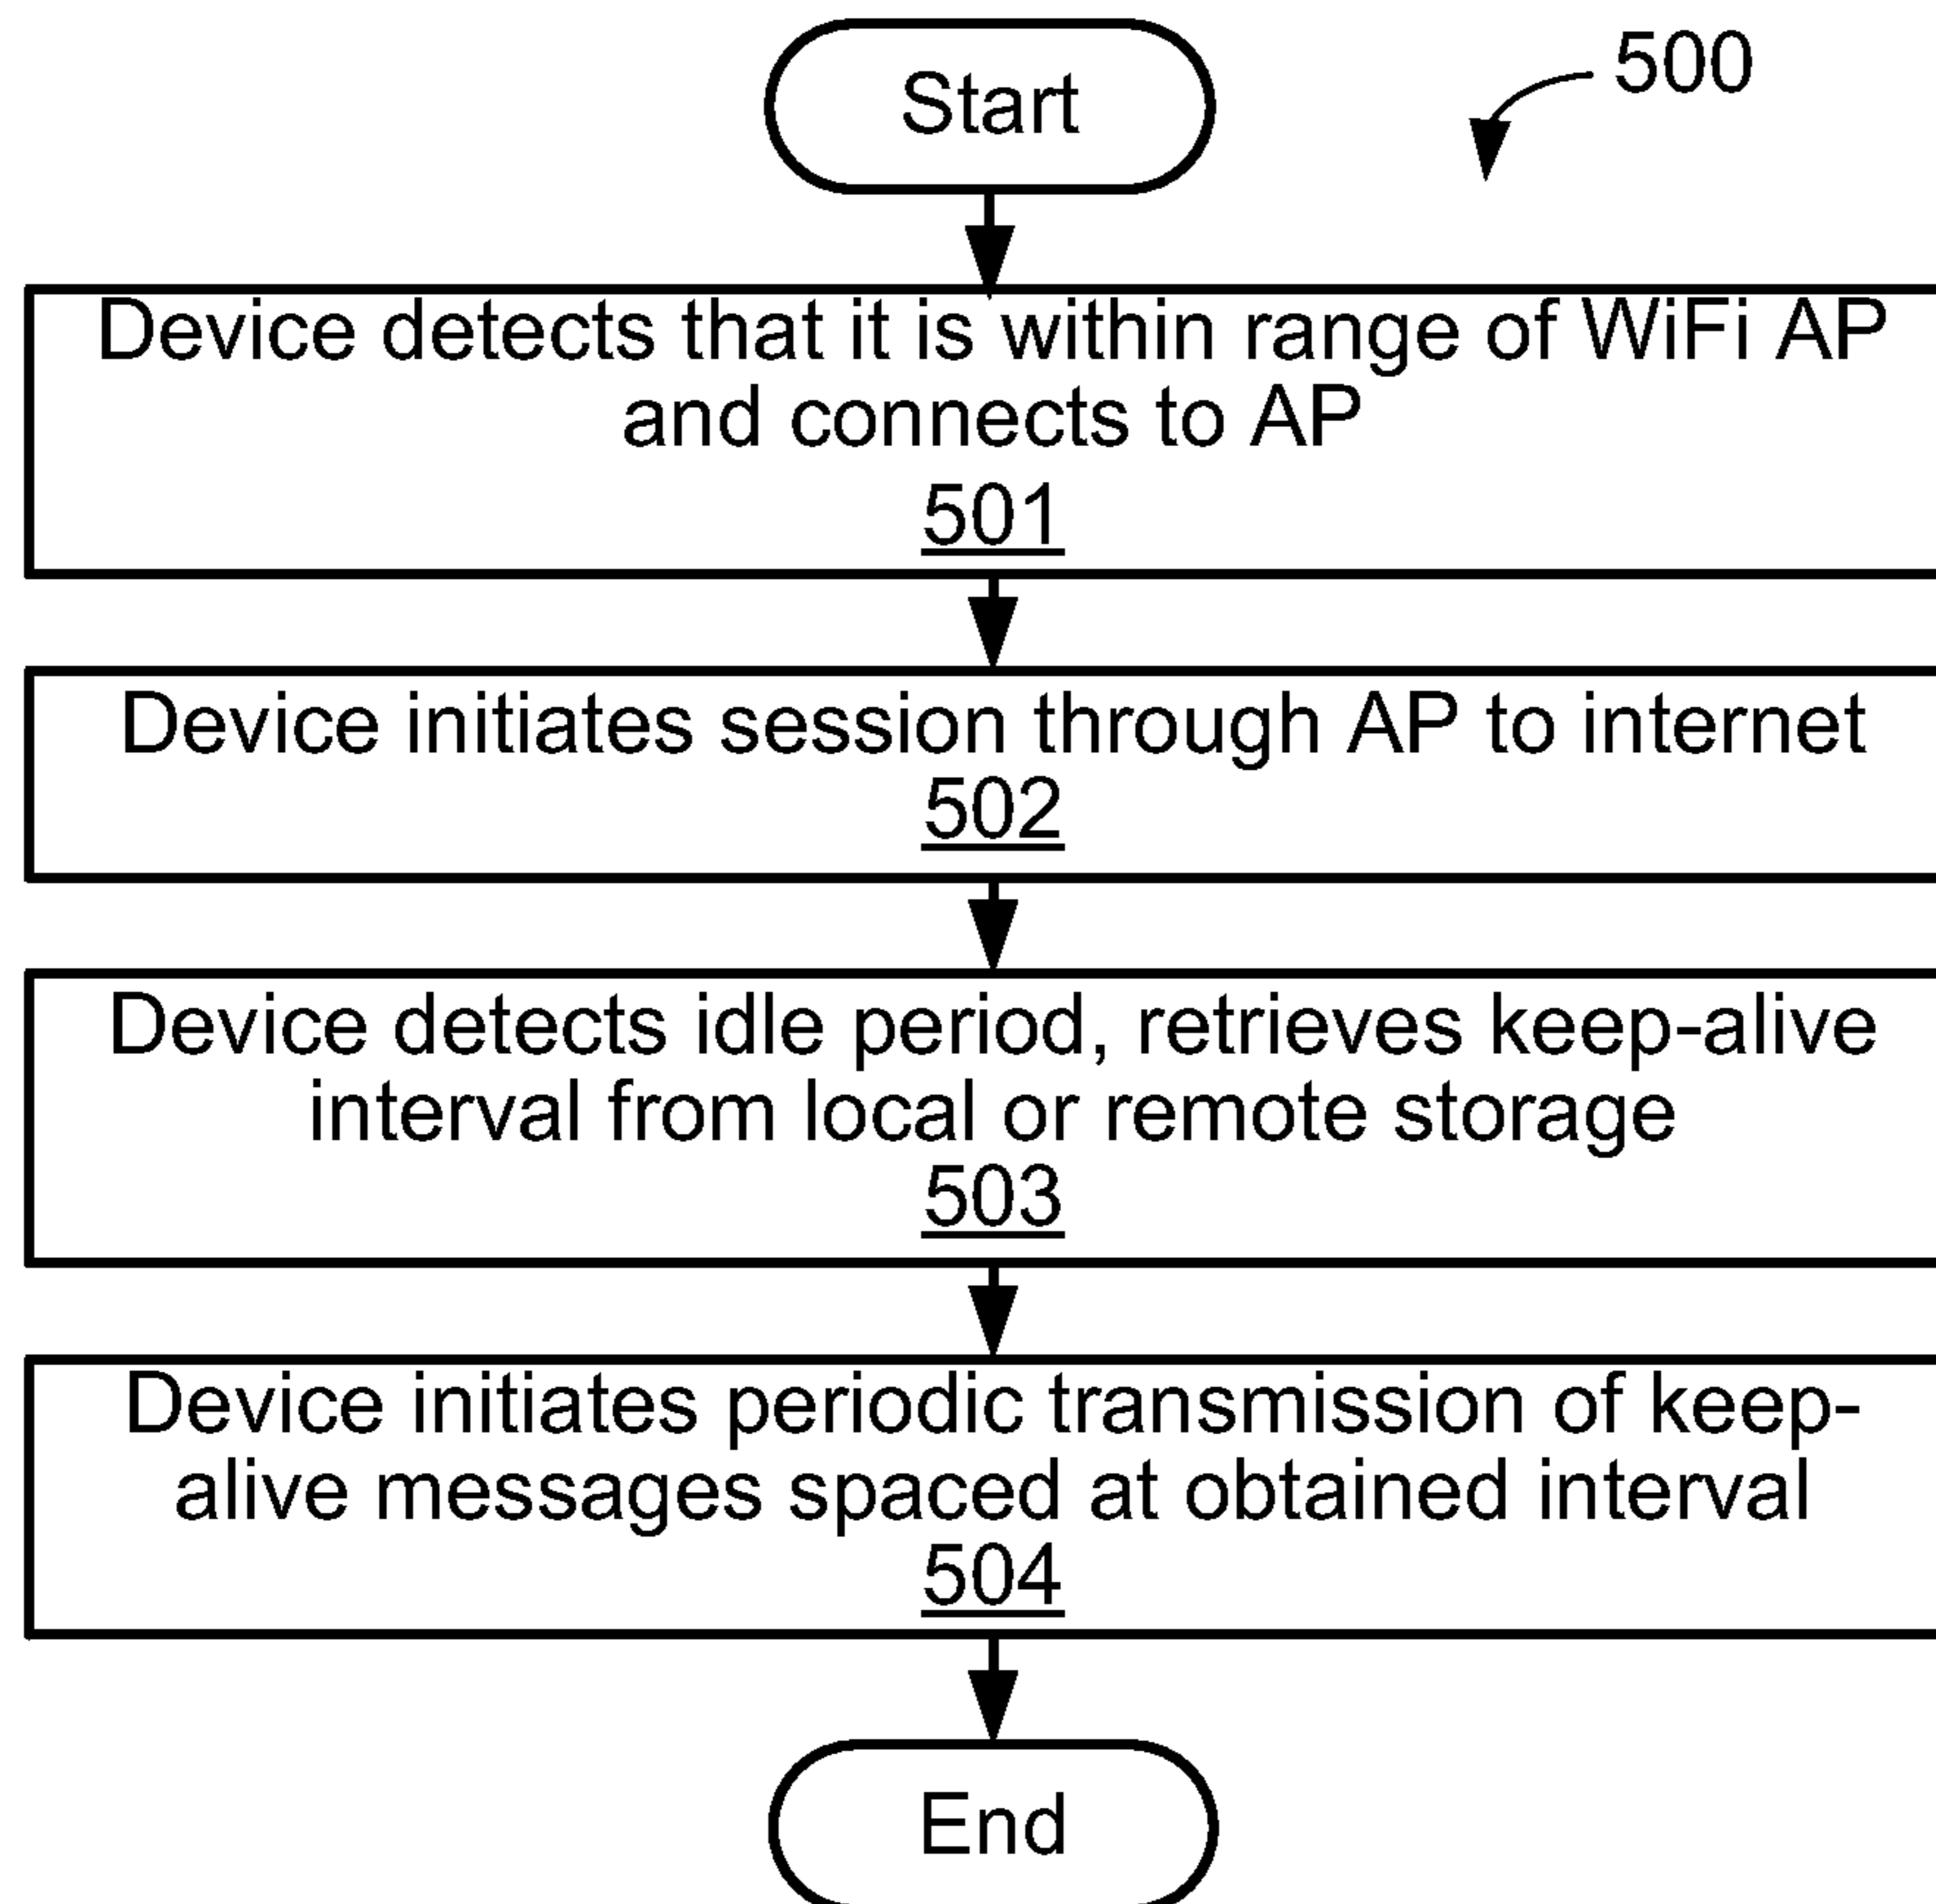 Start
500
Device detects that it is within range of WiFi AP
and connects to AP
501
Device initiates session through AP to internet
502
Device detects idle period, retrieves keep-alive
interval from local or remote storage
503
Device initiates periodic transmission of keep-
alive messages spaced at obtained interval
504
End